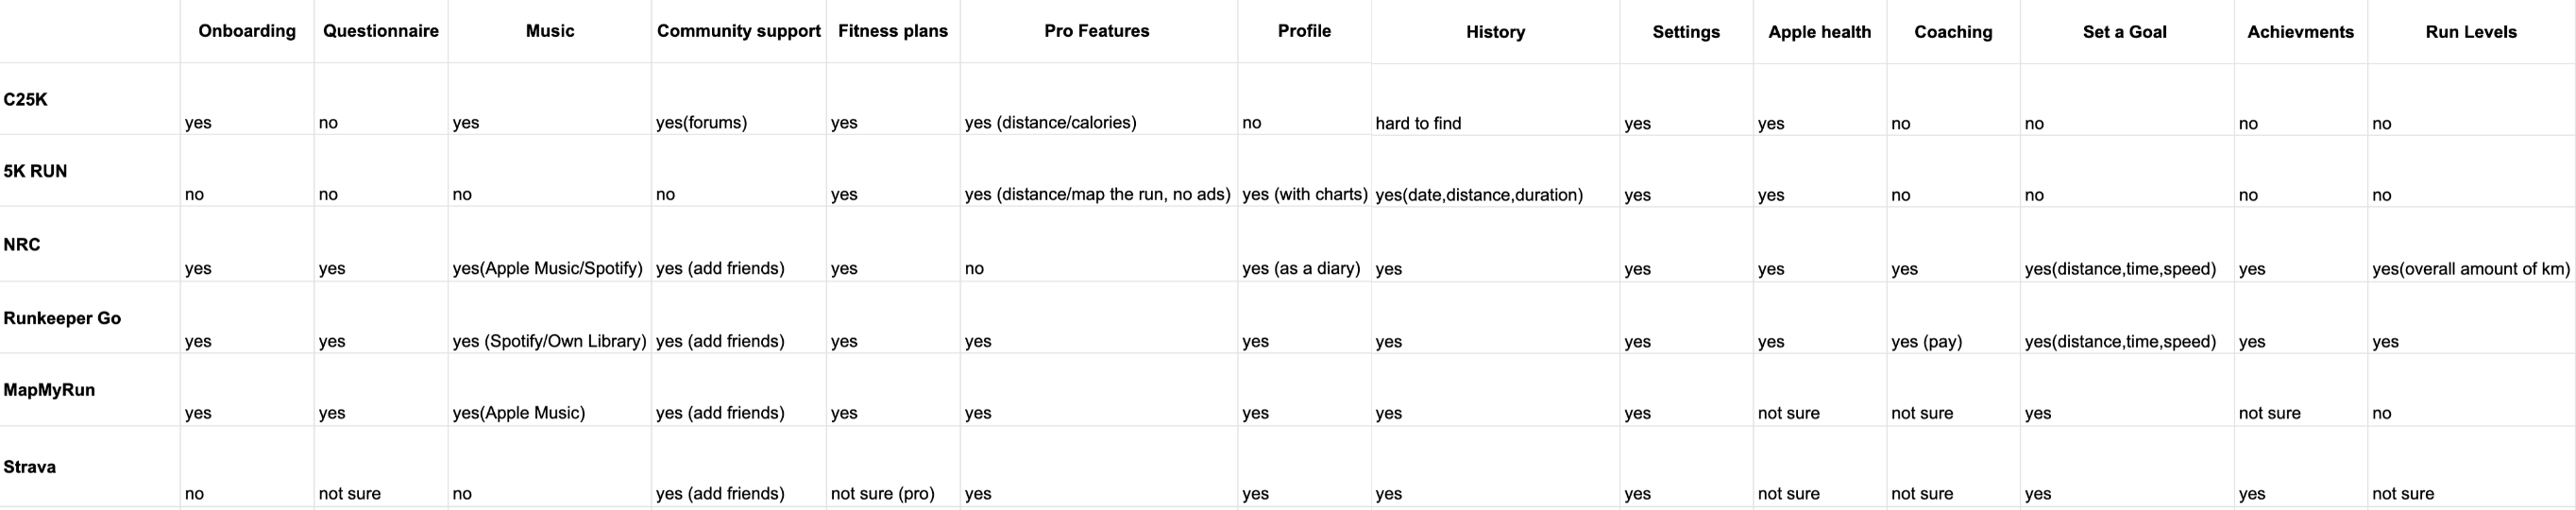 Onboarding Questionnaire Music Community support Fitness plans Pro Features Profile History Settings Apple health Coaching Set a Goal Achievments Run Levels
C25K
yes no yes yes(forums) yes yes (distance/calories) no hard to find yes yes no no no no
5K RUN
no no no no yes yes (distance/map the run, no ads) yes (with charts) yes(date,distance,duration) yes yes no no no no
NRC
yes yes yes(Apple Music/Spotify) yes (add friends) yes no yes (as a diary) yes yes yes yes yes(distance,time,speed) yes yes(overall amount of km)
Runkeeper Go
yes yes yes (Spotify/Own Library) yes (add friends) yes yes yes yes yes yes yes (pay) yes(distance,time,speed) yes yes
MapMyRun
yes yes yes(Apple Music) yes (add friends) yes yes yes yes yes not sure not sure yes not sure no
Strava
no not sure no yes (add friends) not sure (pro) yes yes yes yes not sure not sure yes yes not sure